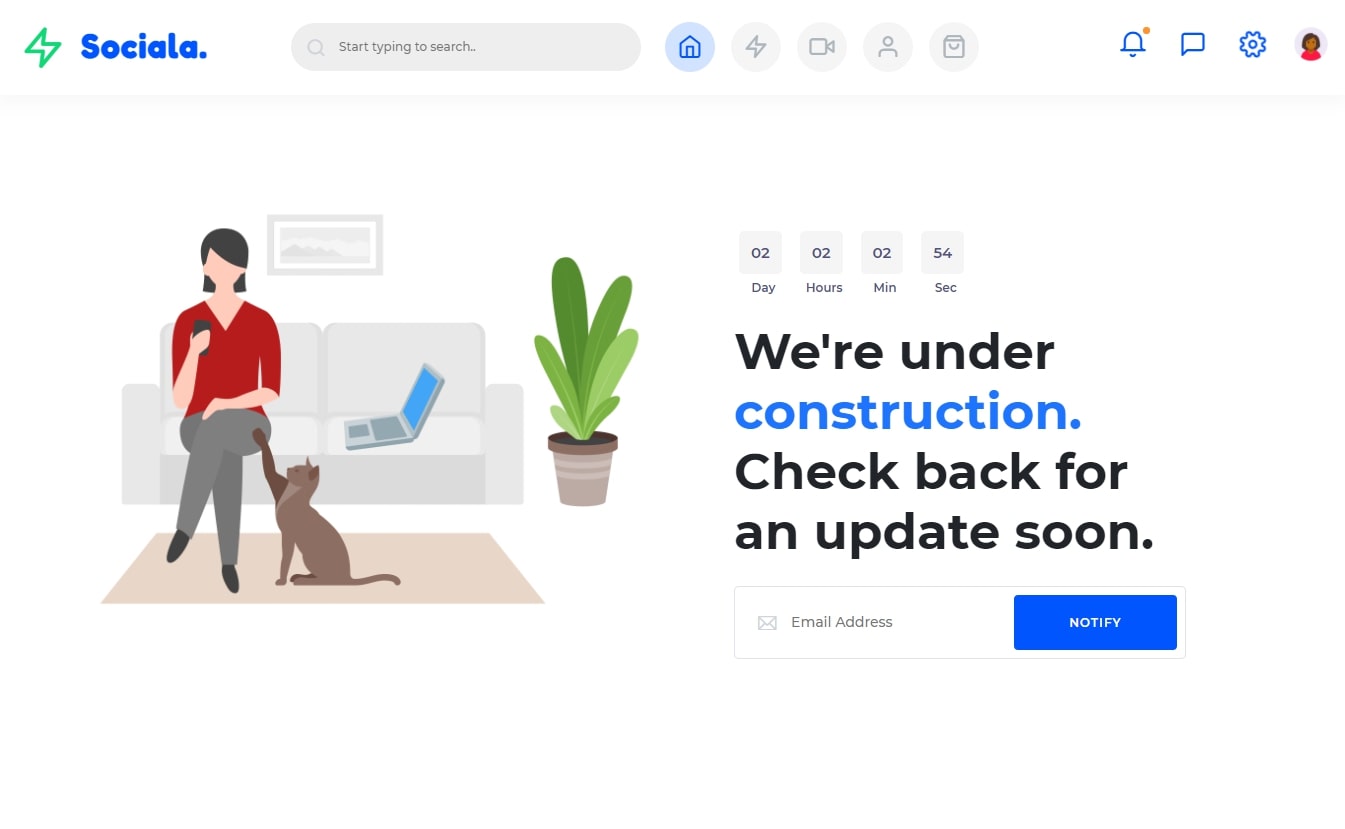 Sociala.
Start typing to search..
02 02 02 54
Day Hours Min Sec
We're under
construction.
Check back for
an update soon.
Email Address
NOTIFY